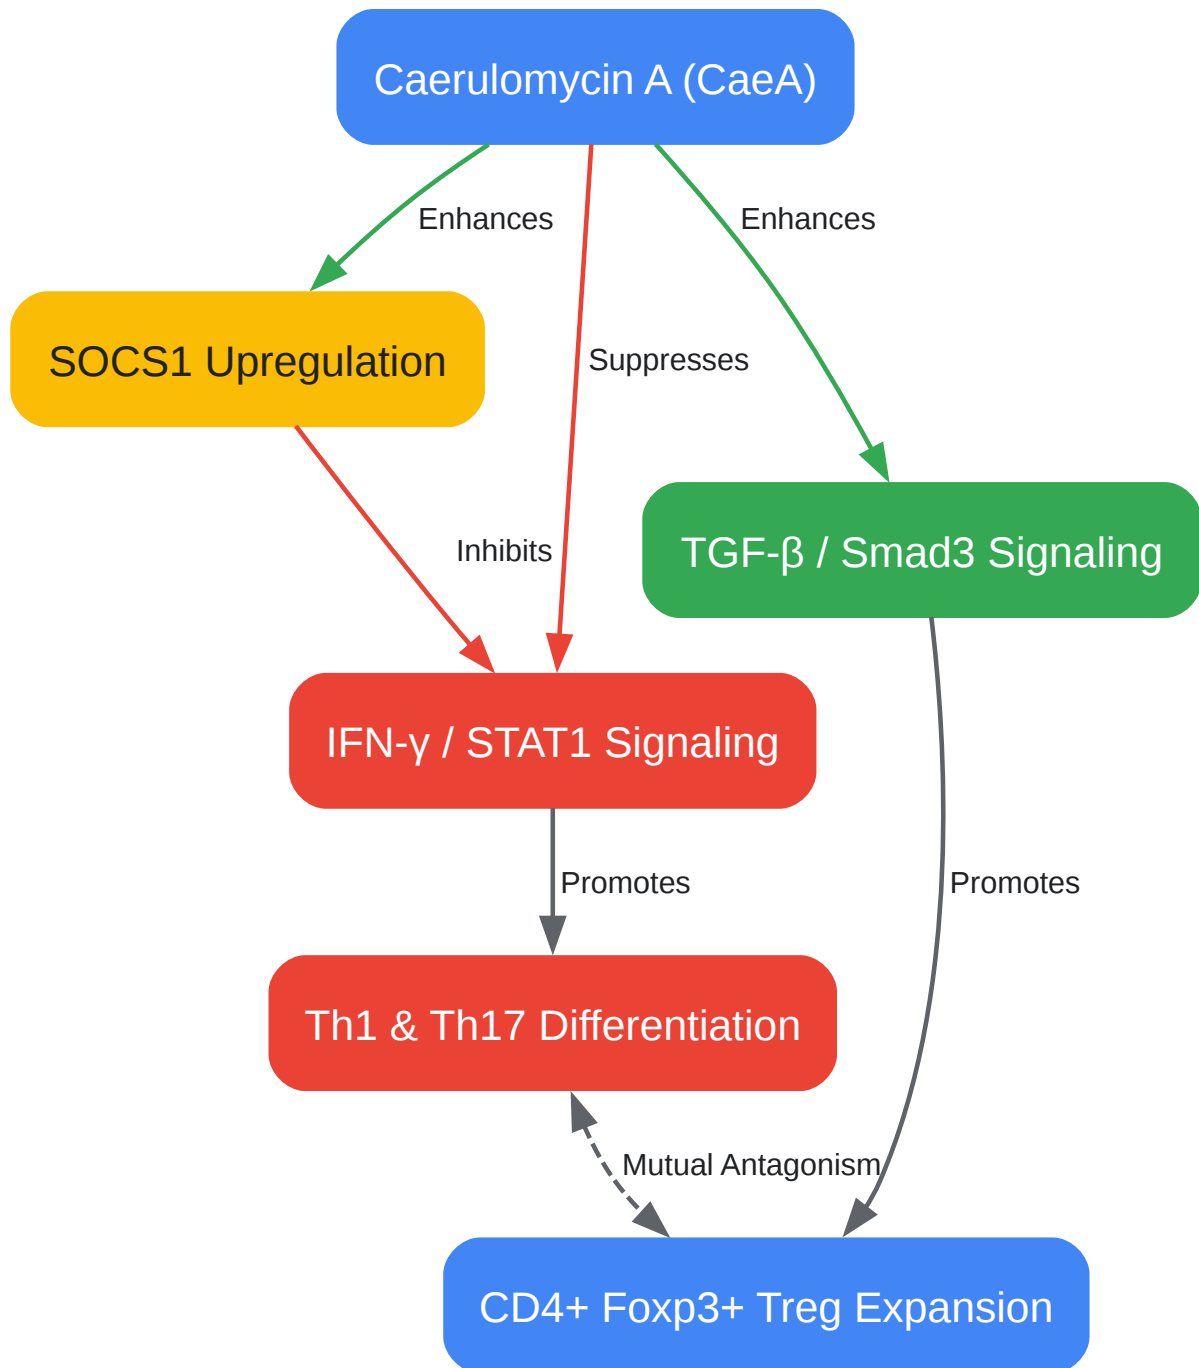 Caerulomycin A (CaeA)
Enhances
Enhances
SOCS1 Upregulation
Suppresses
Inhibits
TGF-β / Smad3 Signaling
IFN-γ / STAT1 Signaling
Promotes
Promotes
Th1 & Th17 Differentiation
Mutual Antagonism
CD4+ Foxp3+ Treg Expansion